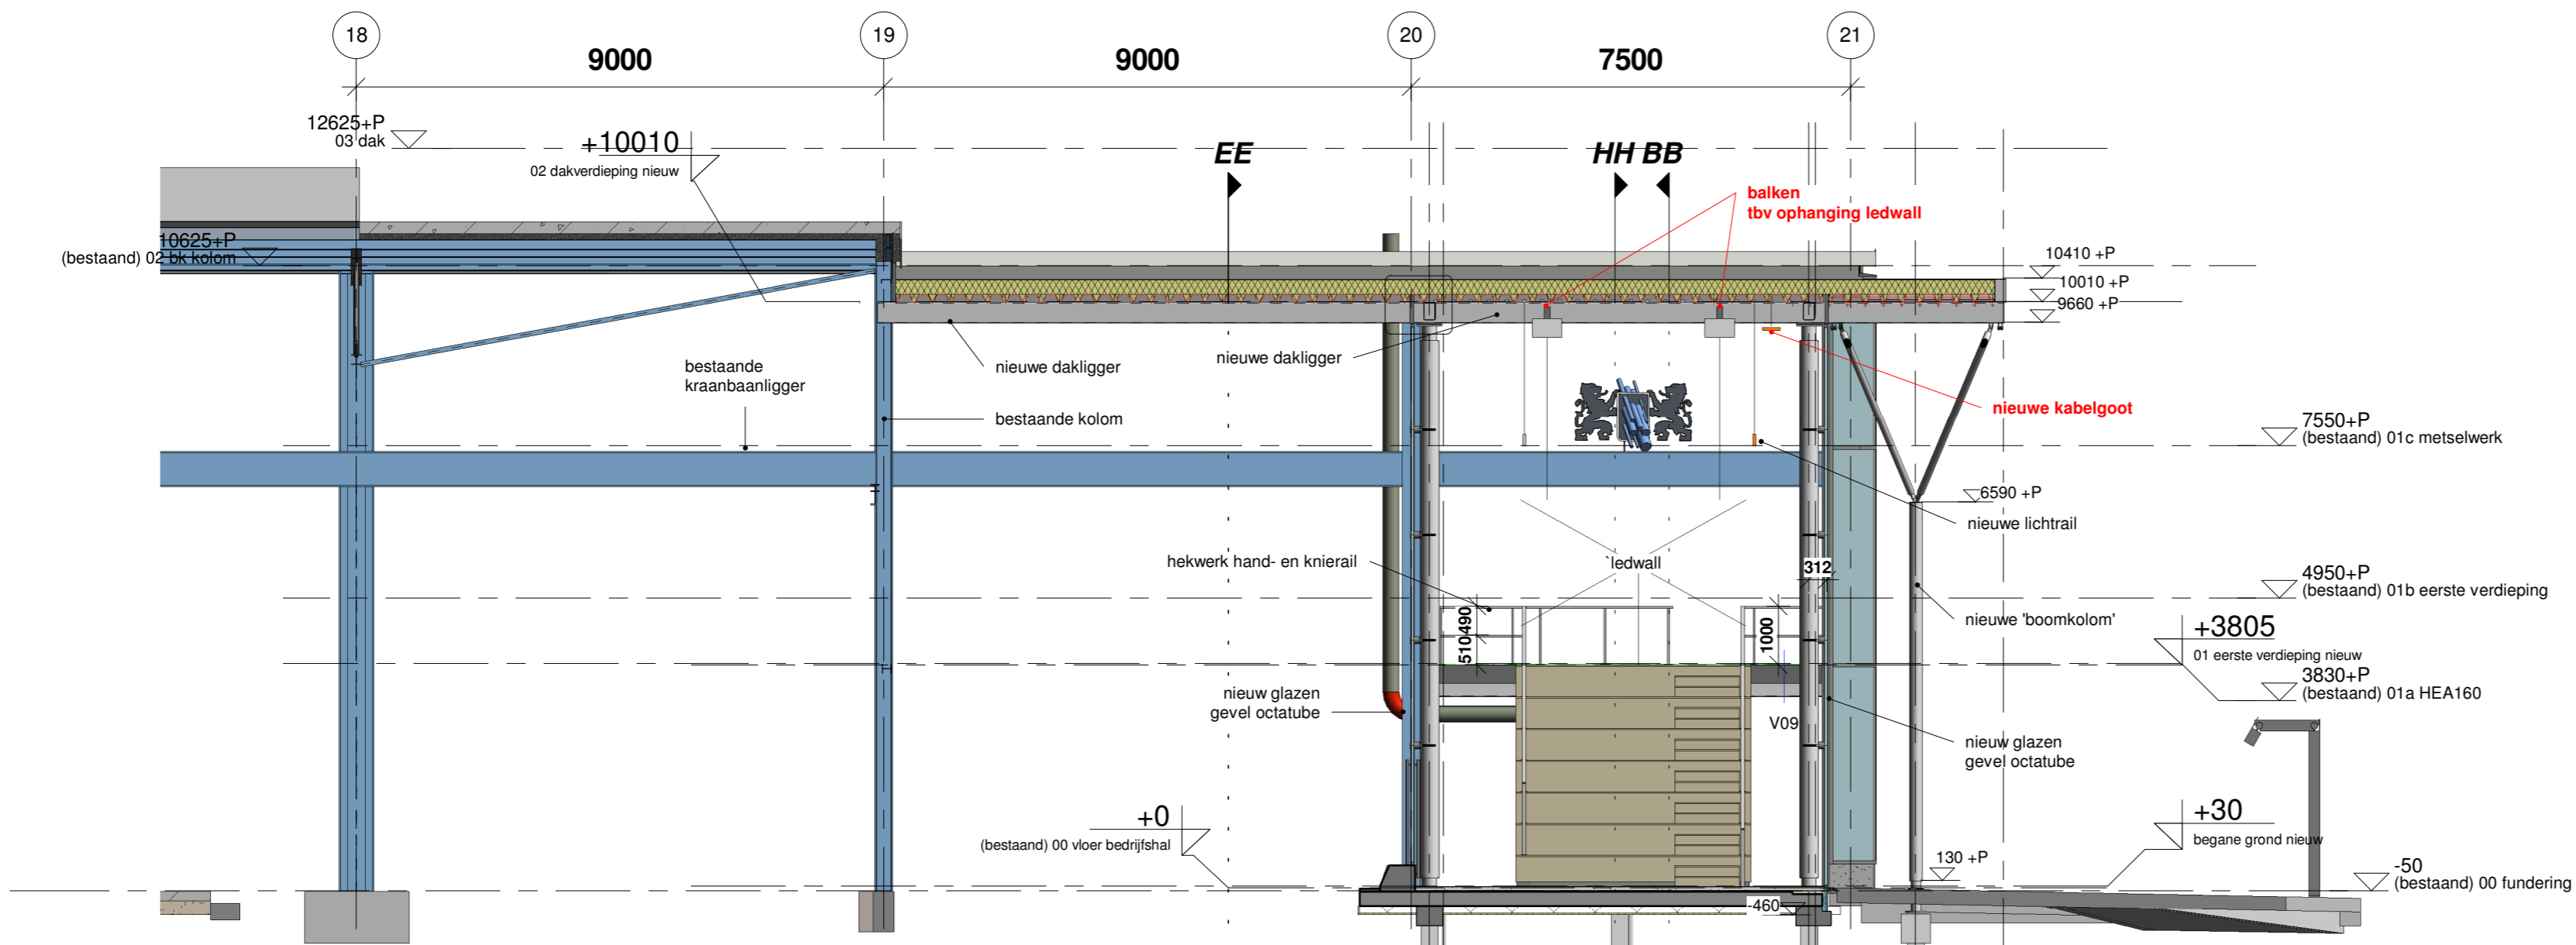 18
19
20
21
9000
9000
7500
12625+P
03 dak
+10010
02 dakverdieping nieuw
EE
HH BB
balken
tbv ophanging ledwall
10625+P
(bestaand) 02 bk kolom
10410 +P
10010 +P
9660 +P
nieuwe dakligger
nieuwe dakligger
bestaande
kraanbaanligger
bestaande kolom
nieuwe kabelgoot
7550+P
(bestaand) 01c metselwerk
6590 +P
nieuwe lichtrail
hekwerk hand- en knierail
ledwall
312
4950+P
(bestaand) 01b eerste verdieping
490
510
1000
nieuwe 'boomkolom'
+3805
01 eerste verdieping nieuw
3830+P
(bestaand) 01a HEA160
nieuw glazen
gevel octatube
V09
nieuw glazen
gevel octatube
+0
(bestaand) 00 vloer bedrijfshal
+30
begane grond nieuw
130 +P
-50
(bestaand) 00 fundering
-460